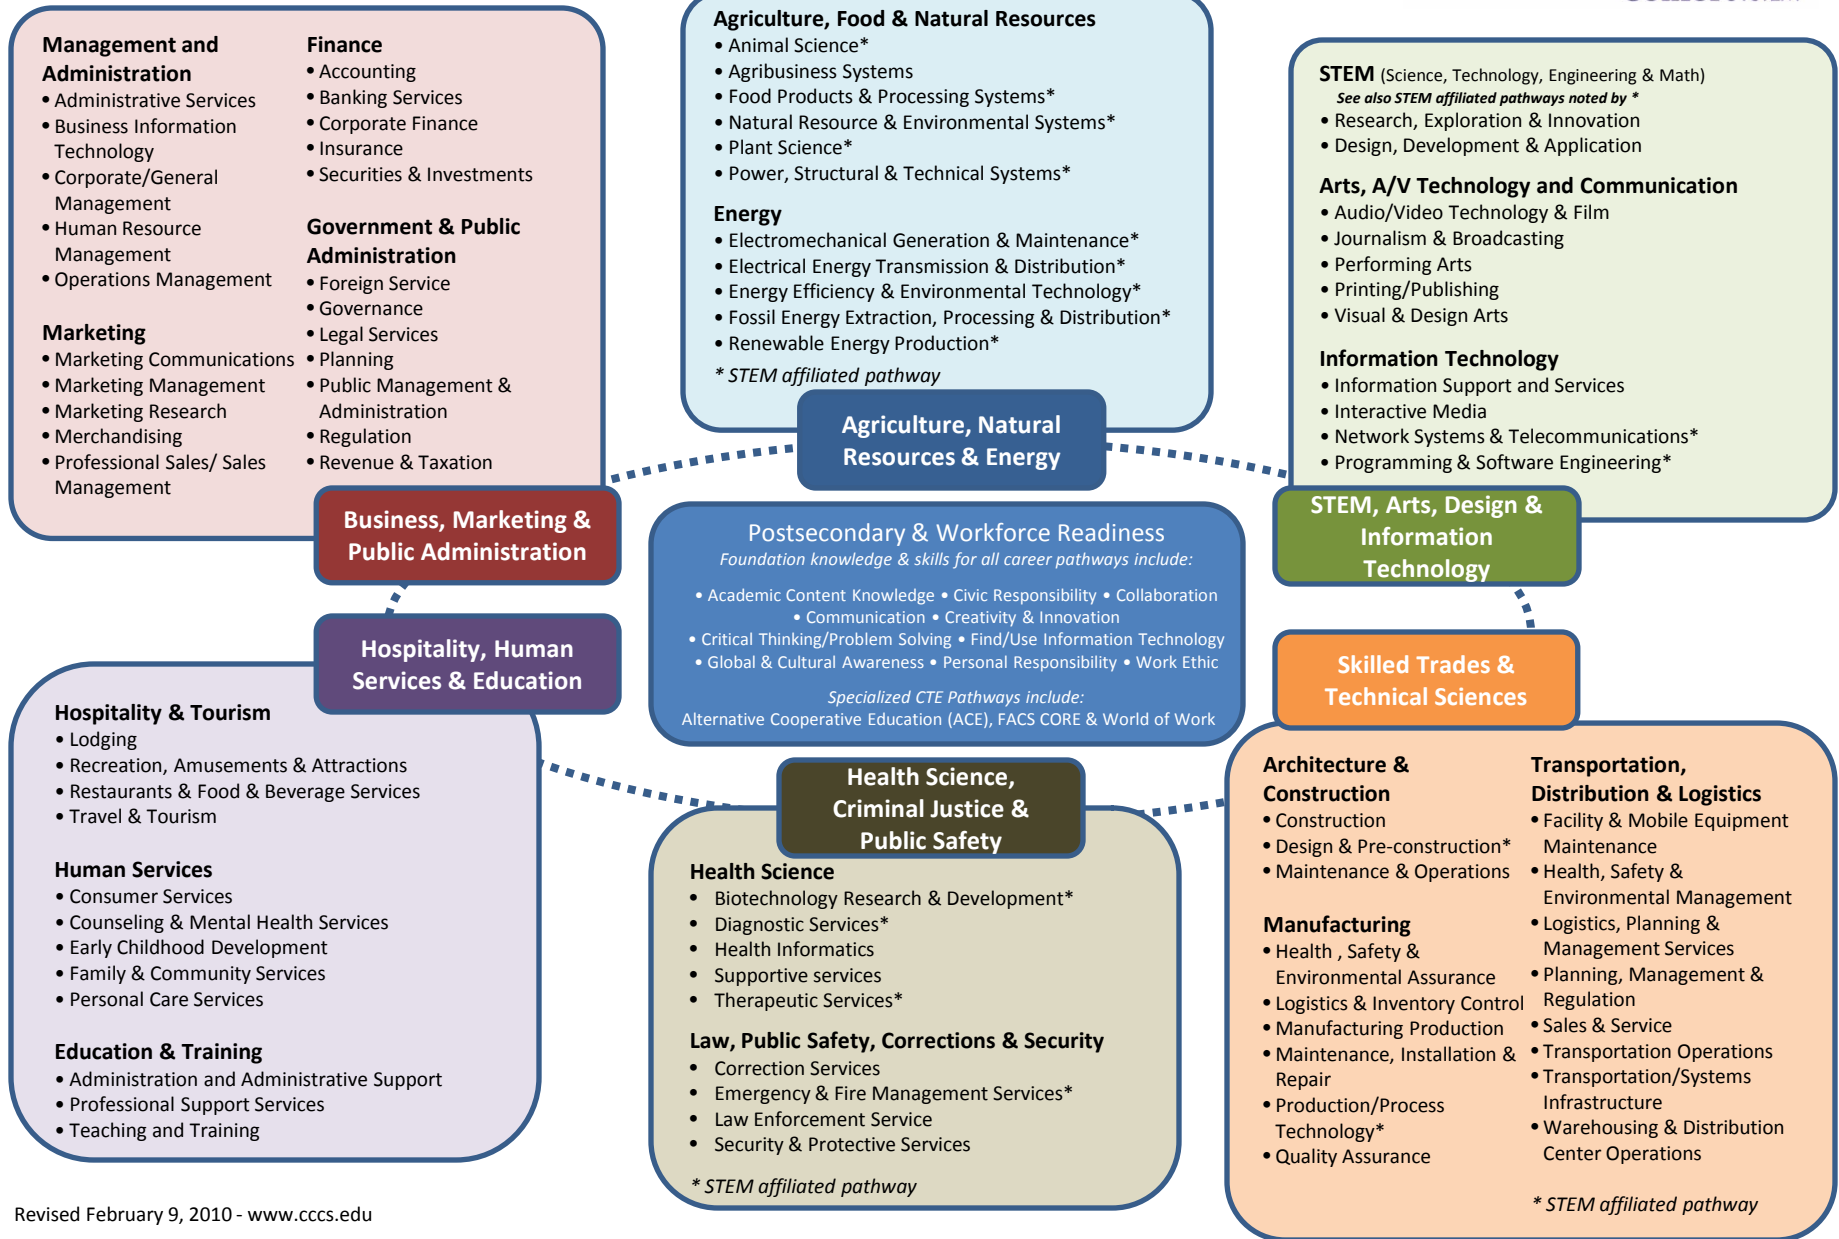 Management and
Administration
• Administrative Services
• Business Information
Technology
• Corporate/General
Management
• Human Resource
Management
• Operations Management
Marketing
• Marketing Communications
• Marketing Management
• Marketing Research
• Merchandising
• Professional Sales/ Sales
Management
Finance
• Accounting
• Banking Services
• Corporate Finance
• Insurance
• Securities & Investments
Government & Public
Administration
• Foreign Service
• Governance
• Legal Services
• Planning
• Public Management &
Administration
• Regulation
• Revenue & Taxation
Business, Marketing &
Public Administration
Agriculture, Food & Natural Resources
• Animal Science*
• Agribusiness Systems
• Food Products & Processing Systems*
• Natural Resource & Environmental Systems*
• Plant Science*
• Power, Structural & Technical Systems*
Energy
• Electromechanical Generation & Maintenance*
• Electrical Energy Transmission & Distribution*
• Energy Efficiency & Environmental Technology*
• Fossil Energy Extraction, Processing & Distribution*
• Renewable Energy Production*
* STEM affiliated pathway
Agriculture, Natural
Resources & Energy
STEM (Science, Technology, Engineering & Math)
See also STEM affiliated pathways noted by *
• Research, Exploration & Innovation
• Design, Development & Application
Arts, A/V Technology and Communication
• Audio/Video Technology & Film
• Journalism & Broadcasting
• Performing Arts
• Printing/Publishing
• Visual & Design Arts
Information Technology
• Information Support and Services
• Interactive Media
• Network Systems & Telecommunications*
• Programming & Software Engineering*
STEM, Arts, Design &
Information
Technology
Postsecondary & Workforce Readiness
Foundation knowledge & skills for all career pathways include:
• Academic Content Knowledge • Civic Responsibility • Collaboration
• Communication • Creativity & Innovation
• Critical Thinking/Problem Solving • Find/Use Information Technology
• Global & Cultural Awareness • Personal Responsibility • Work Ethic
Specialized CTE Pathways include:
Alternative Cooperative Education (ACE), FACS CORE & World of Work
Hospitality, Human
Services & Education
Hospitality & Tourism
• Lodging
• Recreation, Amusements & Attractions
• Restaurants & Food & Beverage Services
• Travel & Tourism
Human Services
• Consumer Services
• Counseling & Mental Health Services
• Early Childhood Development
• Family & Community Services
• Personal Care Services
Education & Training
• Administration and Administrative Support
• Professional Support Services
• Teaching and Training
Health Science,
Criminal Justice &
Public Safety
Health Science
• Biotechnology Research & Development*
• Diagnostic Services*
• Health Informatics
• Supportive services
• Therapeutic Services*
Law, Public Safety, Corrections & Security
• Correction Services
• Emergency & Fire Management Services*
• Law Enforcement Service
• Security & Protective Services
* STEM affiliated pathway
Skilled Trades &
Technical Sciences
Architecture &
Construction
• Construction
• Design & Pre-construction*
• Maintenance & Operations
Manufacturing
• Health , Safety &
Environmental Assurance
• Logistics & Inventory Control
• Manufacturing Production
• Maintenance, Installation &
Repair
• Production/Process
Technology*
• Quality Assurance
Transportation,
Distribution & Logistics
• Facility & Mobile Equipment
Maintenance
• Health, Safety &
Environmental Management
• Logistics, Planning &
Management Services
• Planning, Management &
Regulation
• Sales & Service
• Transportation Operations
• Transportation/Systems
Infrastructure
• Warehousing & Distribution
Center Operations
* STEM affiliated pathway
Revised February 9, 2010 - www.cccs.edu